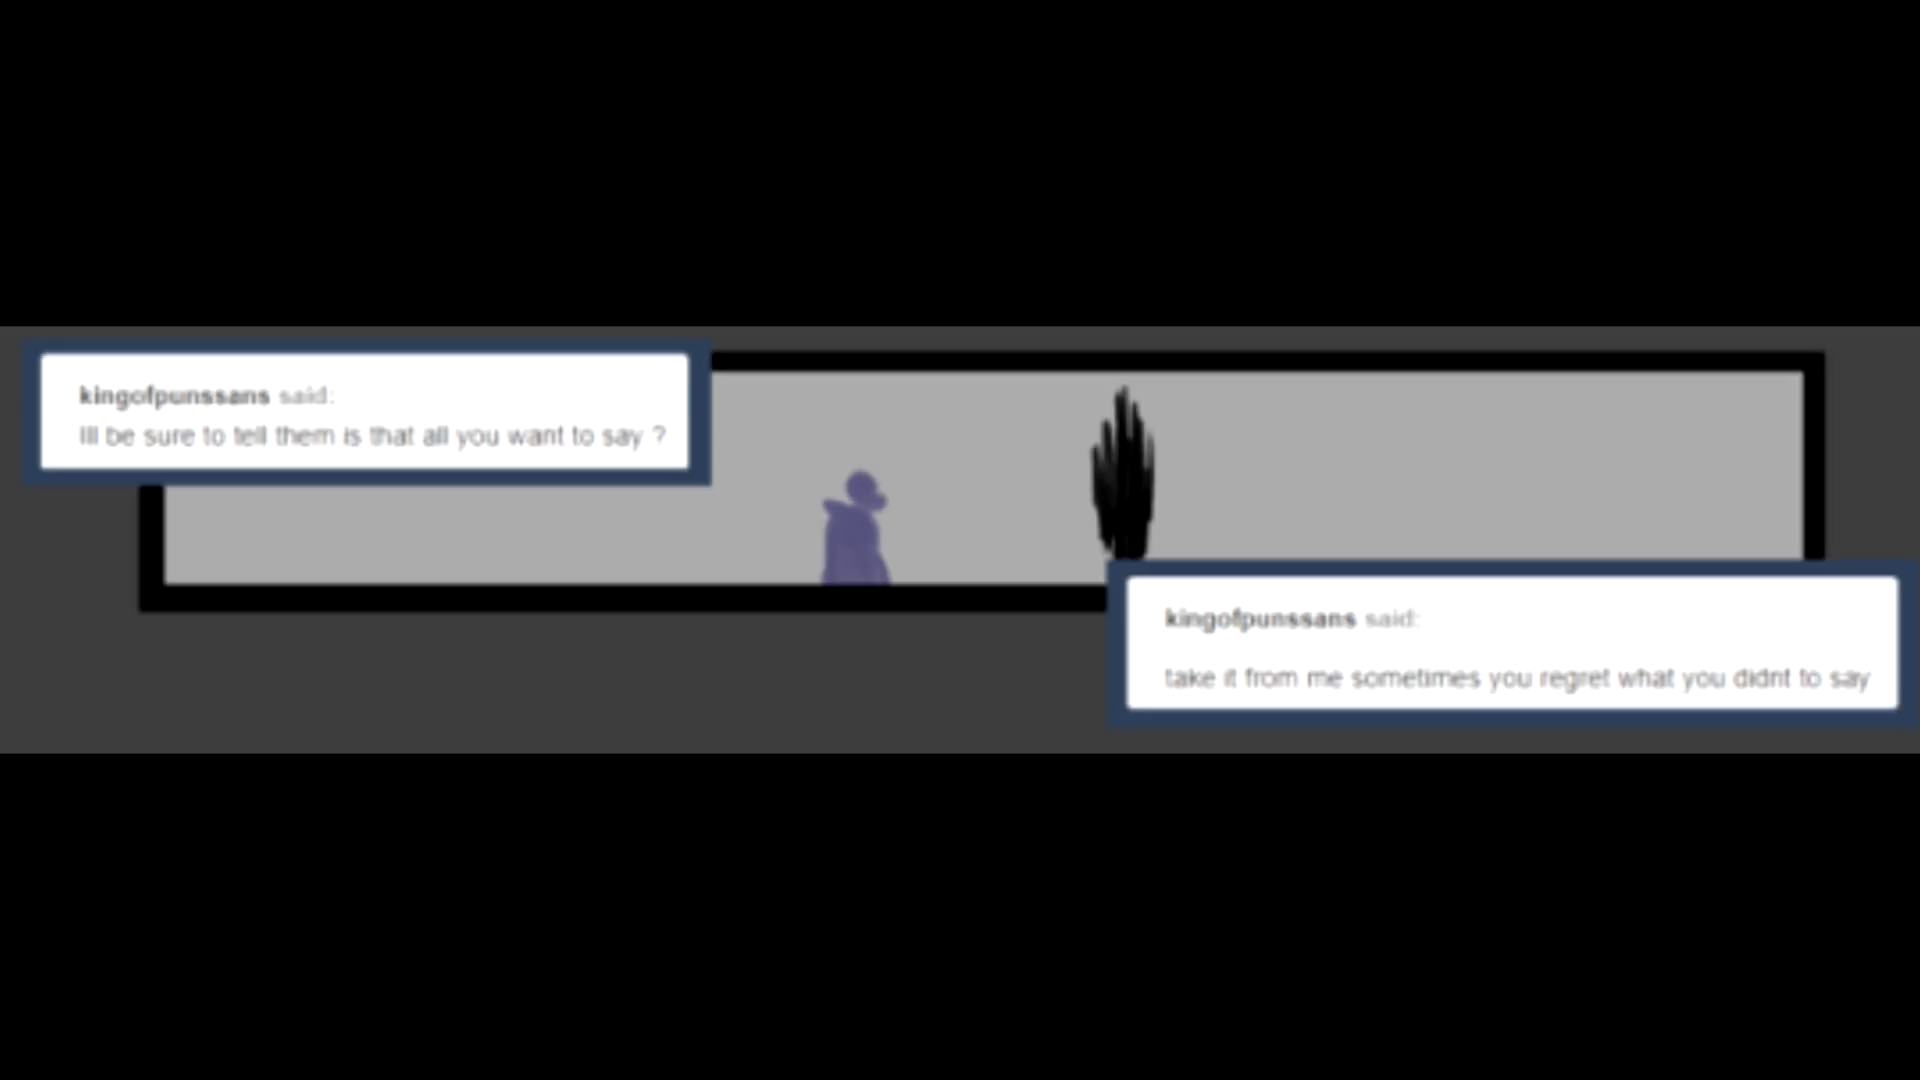 kingofpunssans said:
Ill be sure to tell them is that all you want to say ?
kingofpunssans said:
take it from me sometimes you regret what you didnt to say